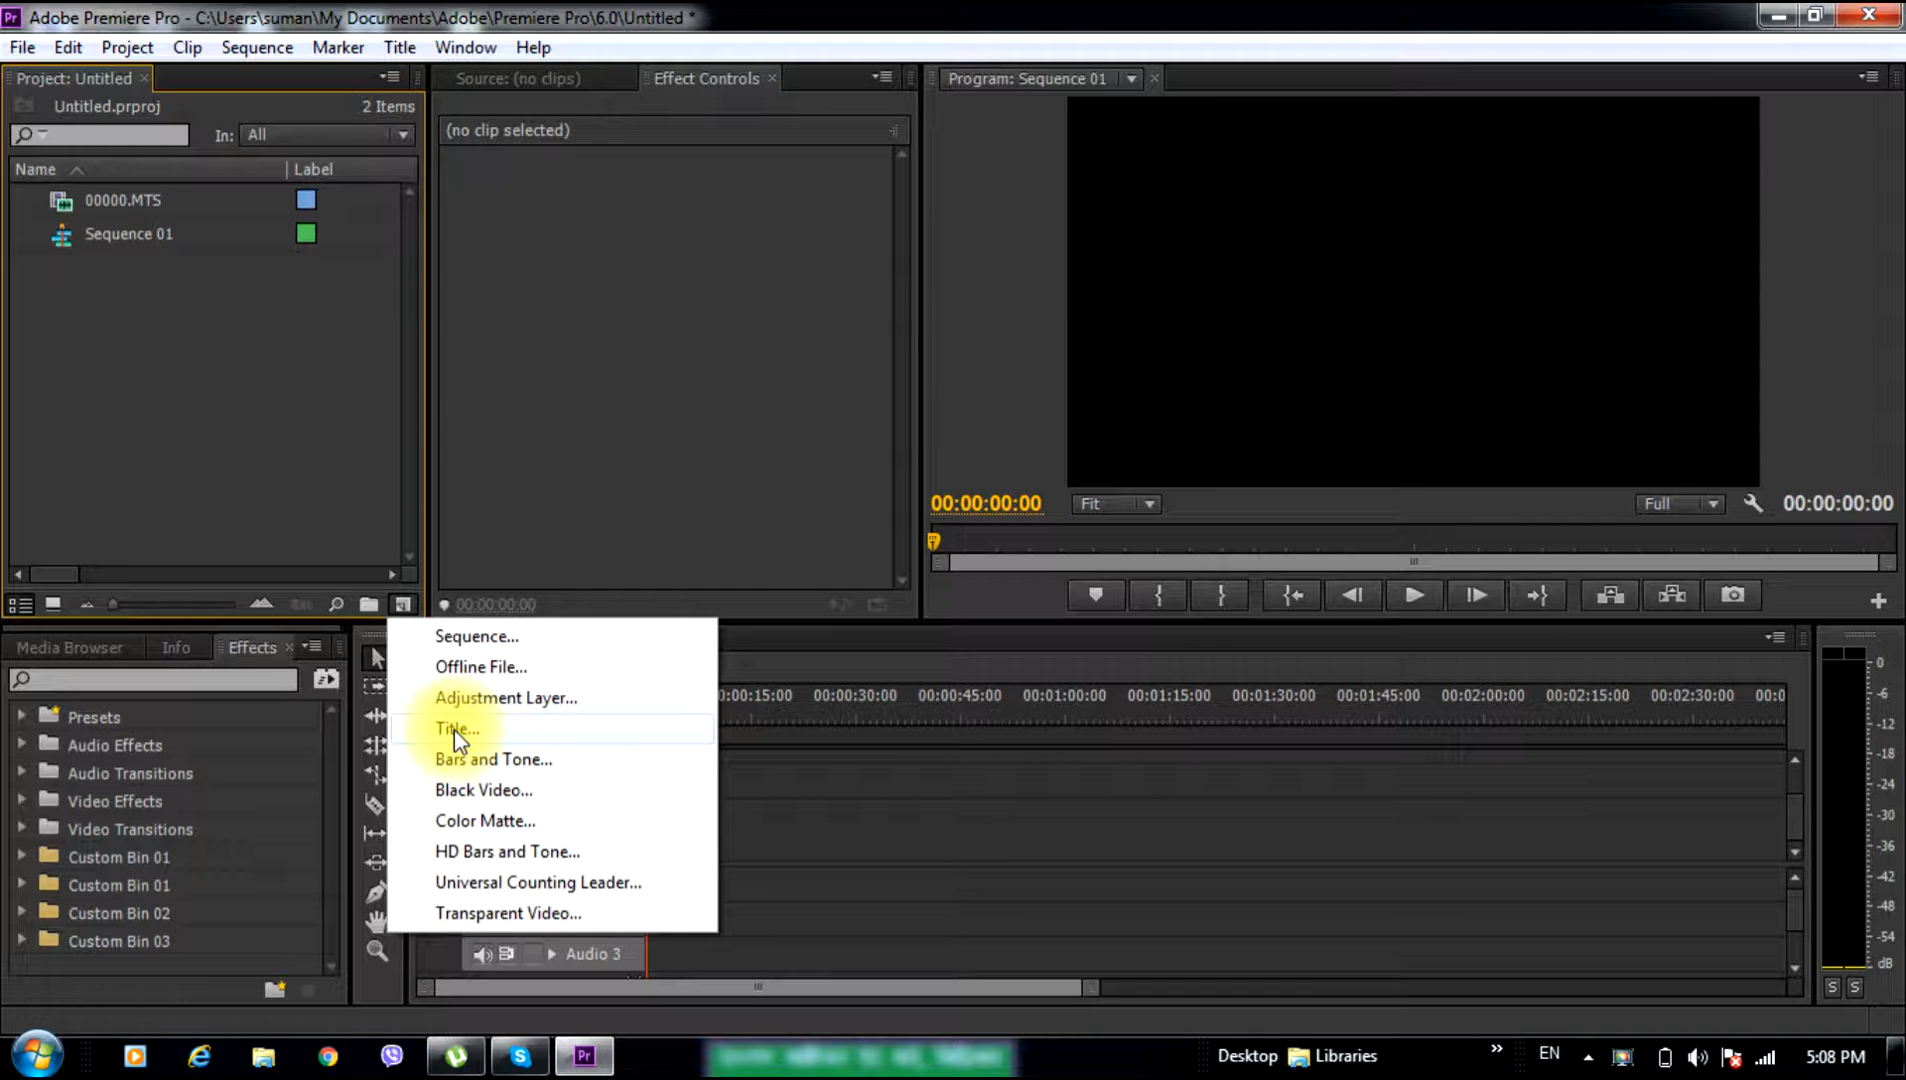 Adobe Premiere Pro - C:\Users\suman\My Documents\Adobe\Premiere Pro\6.0\Untitled *
File Edit Project Clip Sequence Marker Title Window Help
Project: Untitled
Source: (no clips)
Effect Controls
Program: Sequence 01
Untitled.prproj
2 Items
(no clip selected)
In: All
Name Label
00000.MTS
Sequence 01
00:00:00:00 Fit Full 00:00:00:00
00:00:00:00
Media Browser Info Effects
Sequence...
Offline File...
Adjustment Layer...
Title...
Bars and Tone...
Black Video...
Color Matte...
HD Bars and Tone...
Universal Counting Leader...
Transparent Video...
0:00:15:00 00:00:30:00 00:00:45:00 00:01:00:00 00:01:15:00 00:01:30:00 00:01:45:00 00:02:00:00 00:02:15:00 00:02:30:00 00:0
Presets
Audio Effects
Audio Transitions
Video Effects
Video Transitions
Custom Bin 01
Custom Bin 01
Custom Bin 02
Custom Bin 03
Audio 3
0
-6
-12
-18
-24
-30
-36
-42
-48
-54
dB
S S
Pr
Desktop Libraries EN 5:08 PM